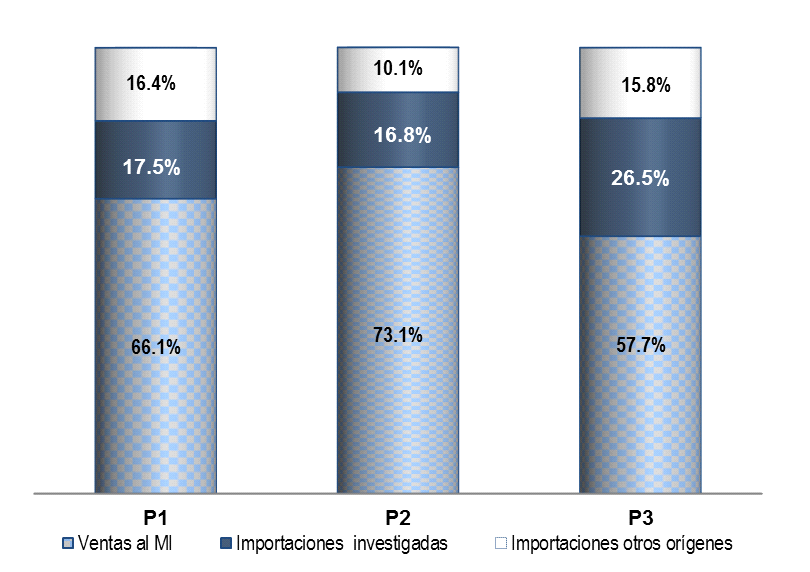 16.4% 10.1% 15.8%
17.5% 16.8% 26.5%
66.1% 73.1% 57.7%
P1 P2 P3
Ventas al MI Importaciones investigadas Importaciones otros orígenes